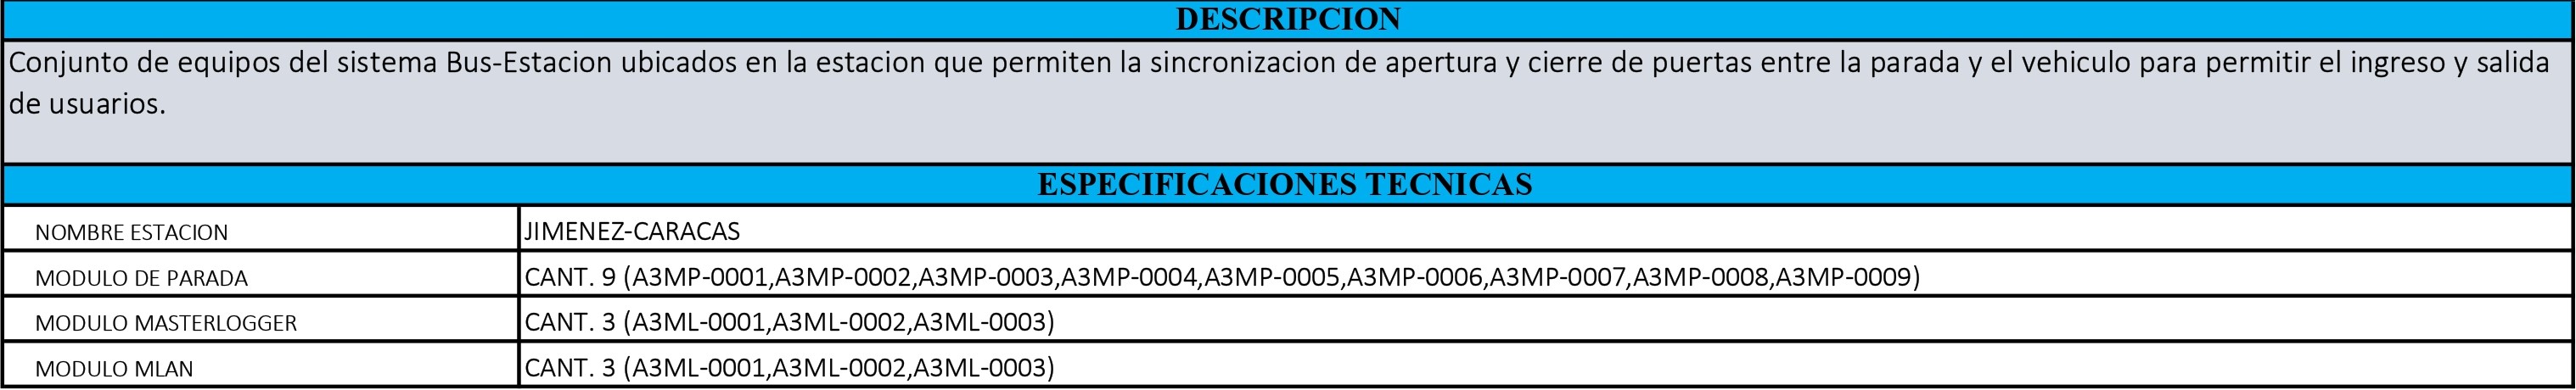 DESCRIPCION
Conjunto de equipos del sistema Bus-Estacion ubicados en la estacion que permiten la sincronizacion de apertura y cierre de puertas entre la parada y el vehiculo para permitir el ingreso y salida
de usuarios.
ESPECIFICACIONES TECNICAS
NOMBRE ESTACION JIMENEZ-CARACAS
MODULO DE PARADA CANT. 9 (A3MP-0001,A3MP-0002,A3MP-0003,A3MP-0004,A3MP-0005,A3MP-0006,A3MP-0007,A3MP-0008,A3MP-0009)
MODULO MASTERLOGGER CANT. 3 (A3ML-0001,A3ML-0002,A3ML-0003)
MODULO MLAN CANT. 3 (A3ML-0001,A3ML-0002,A3ML-0003)